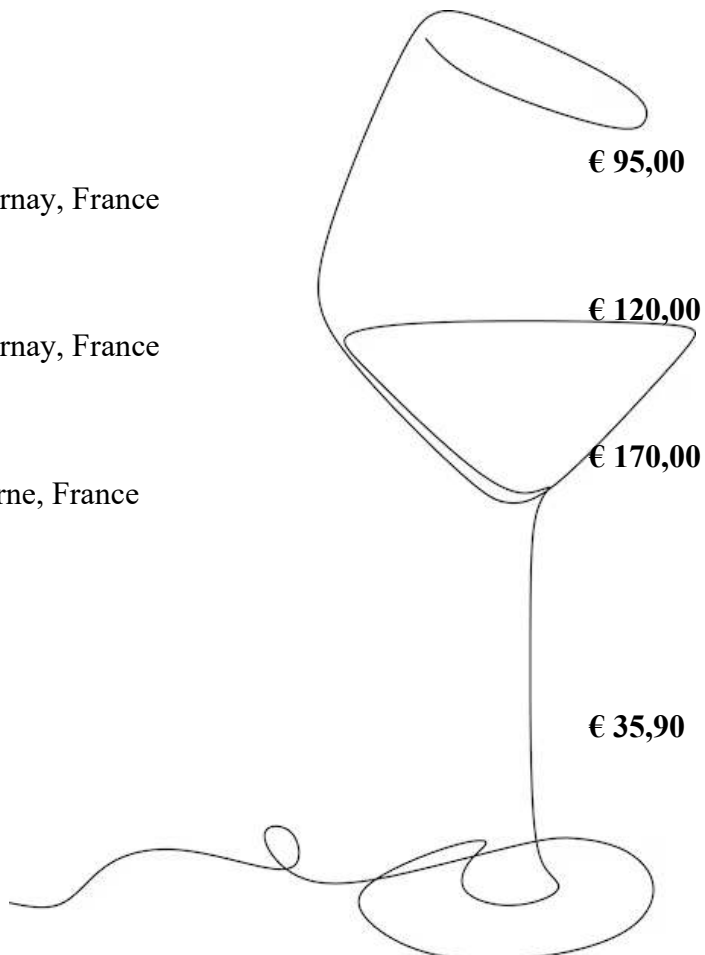 € 95,00
rnay, France
€ 120,00
rnay, France
€ 170,00
rne, France
€ 35,90